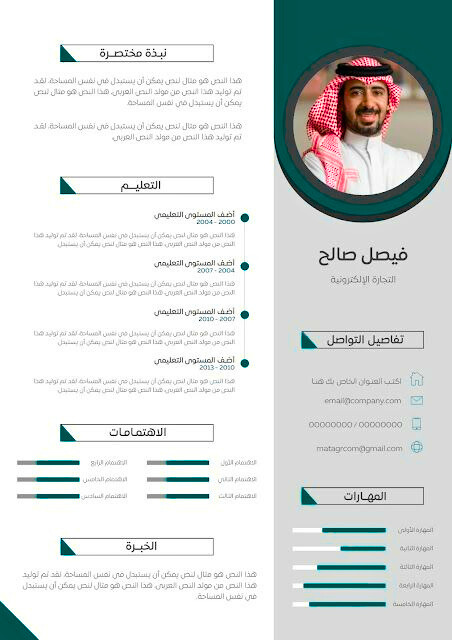 فيصل صالح
التجارة الإلكترونية
تفاصيل التواصل
اكتب العنوان الخاص بك هنا
email@company.com
00000000 / 00000000
matagrcom@gmail.com
المهـــارات
المهارة الأولى
المهارة الثانية
المهارة الثالثة
المهارة الرابعة
المهارة الخامسة
نبـذة مختصــرة
هذا النص هو مثال لنص يمكن أن يستبدل في نفس المساحة، لقد
تم توليد هذا النص من مولد النص العربى، هذا النص هو مثال لنص
يمكن أن يستبدل في نفس المساحة.
هذا النص هو مثال لنص يمكن أن يستبدل في نفس المساحة، لقد
تم توليد هذا النص من مولد النص العربى.
التعليــم
أضف المستوى التعليمي
2004 - 2000
هذا النص هو مثال لنص يمكن أن يستبدل في نفس المساحة، لقد تم توليد هذا
النص من مولد النص العربى، هذا النص هو مثال لنص يمكن أن يستبدل.
أضف المستوى التعليمي
2007 - 2004
هذا النص هو مثال لنص يمكن أن يستبدل في نفس المساحة، لقد تم توليد هذا
النص من مولد النص العربى، هذا النص هو مثال لنص يمكن أن يستبدل.
أضف المستوى التعليمي
2010 - 2007
هذا النص هو مثال لنص يمكن أن يستبدل في نفس المساحة، لقد تم توليد هذا
النص من مولد النص العربى، هذا النص هو مثال لنص يمكن أن يستبدل.
أضف المستوى التعليمي
2013 - 2010
هذا النص هو مثال لنص يمكن أن يستبدل في نفس المساحة، لقد تم توليد هذا
النص من مولد النص العربى، هذا النص هو مثال لنص يمكن أن يستبدل.
الاهتمـامـات
الاهتمام الأول الاهتمام الرابع
الاهتمام الثاني الاهتمام الخامس
الاهتمام الثالث الاهتمام السادس
الخبـرة
هذا النص هو مثال لنص يمكن أن يستبدل في نفس المساحة، لقد تم توليد
هذا النص من مولد النص العربى، هذا النص هو مثال لنص يمكن أن يستبدل
في نفس المساحة.